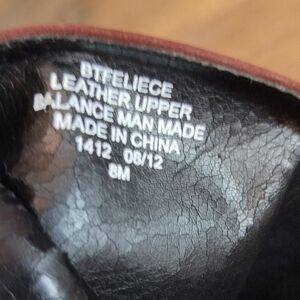 BTFELIECE
LEATHER UPPER
BALANCE MAN MADE
MADE IN CHINA
1412 08/12
8M